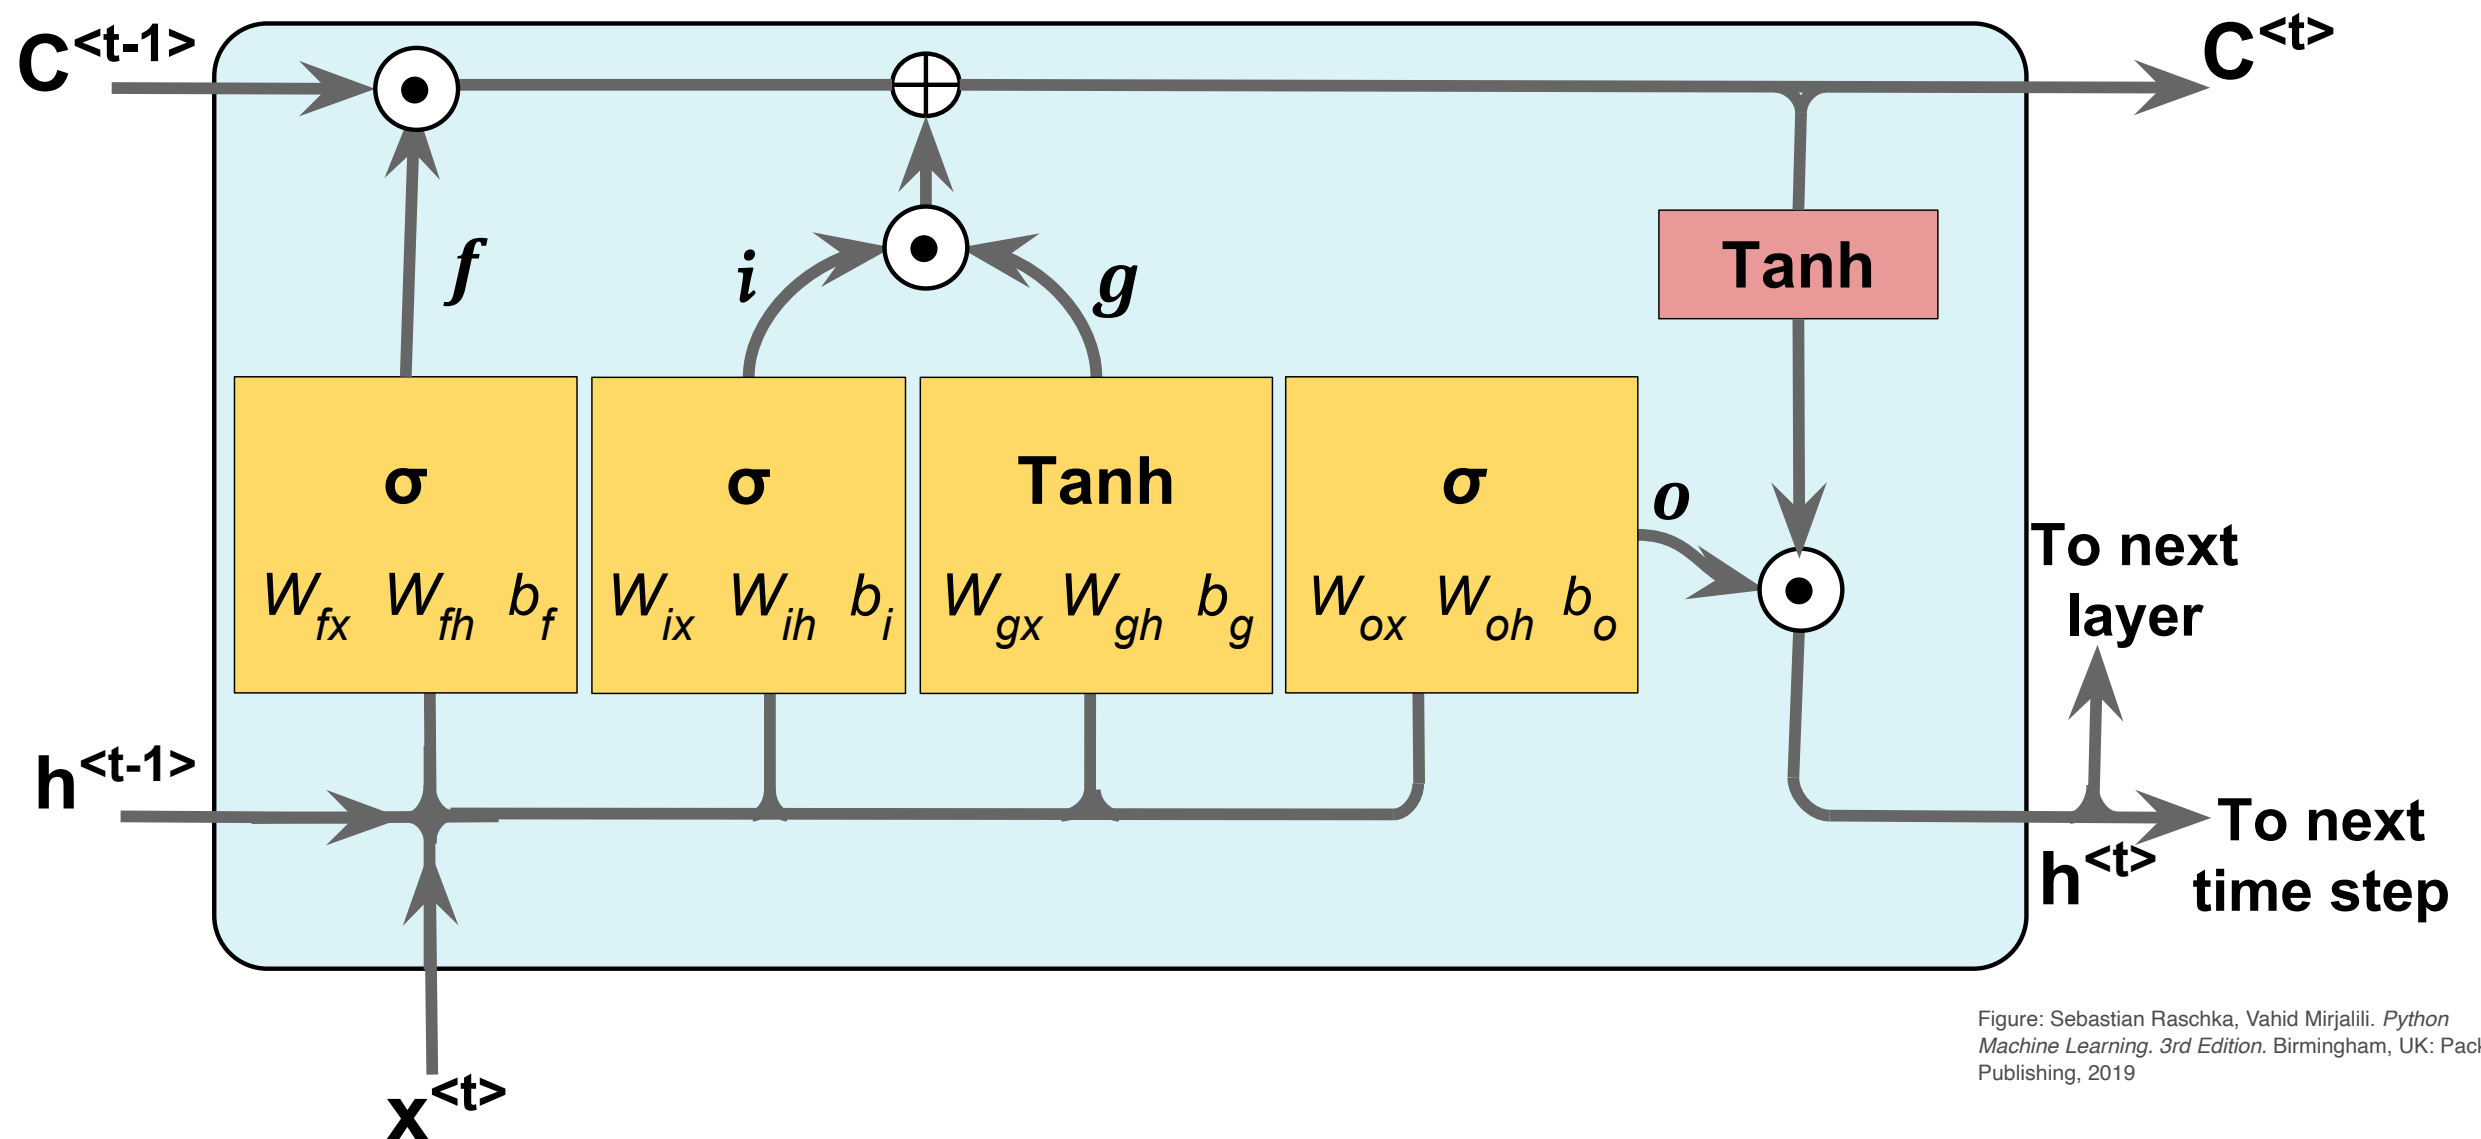 C<t-1>
C<t>
f
i
g
Tanh
σ
σ
Tanh
σ
o
W_fx W_fh b_f
W_ix W_ih b_i
W_gx W_gh b_g
W_ox W_oh b_o
To next
layer
h<t-1>
To next
time step
h<t>
x<t>
Figure: Sebastian Raschka, Vahid Mirjalili. Python
Machine Learning. 3rd Edition. Birmingham, UK: Pack
Publishing, 2019